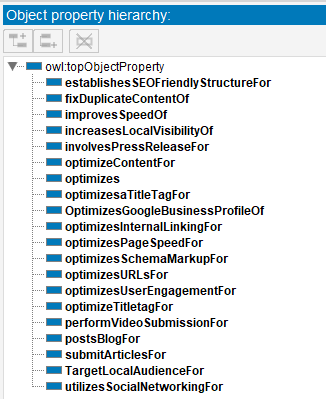 Object property hierarchy:
owl:topObjectProperty
establishesSEOFriendlyStructureFor
fixDuplicateContentOf
improvesSpeedOf
increasesLocalVisibilityOf
involvesPressReleaseFor
optimizeContentFor
optimizes
optimizesaTitleTagFor
OptimizesGoogleBusinessProfileOf
optimizesInternalLinkingFor
optimizesPageSpeedFor
optimizesSchemaMarkupFor
optimizesURLsFor
optimizesUserEngagementFor
optimizeTitletagFor
performVideoSubmissionFor
postsBlogFor
submitArticlesFor
TargetLocalAudienceFor
utilizesSocialNetworkingFor